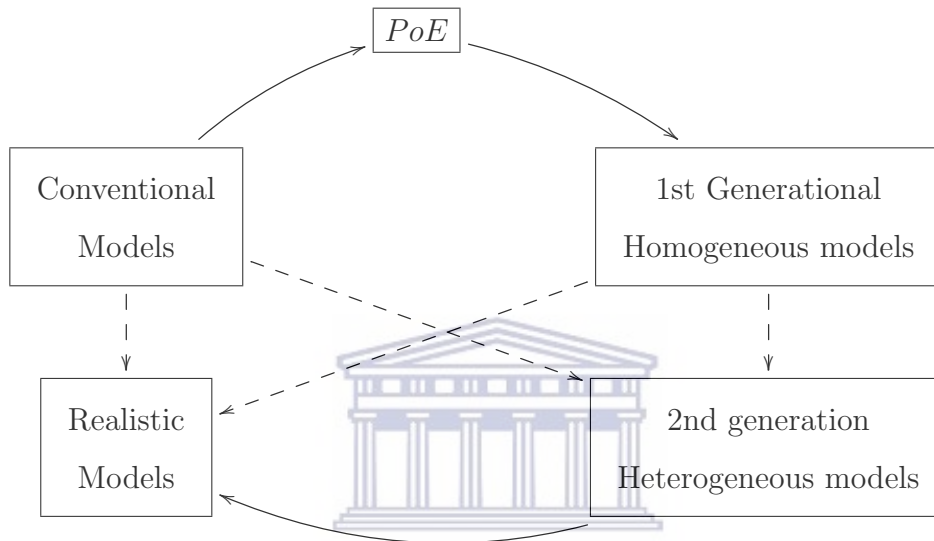 PoE
Conventional
Models
1st Generational
Homogeneous models
Realistic
Models
2nd generation
Heterogeneous models